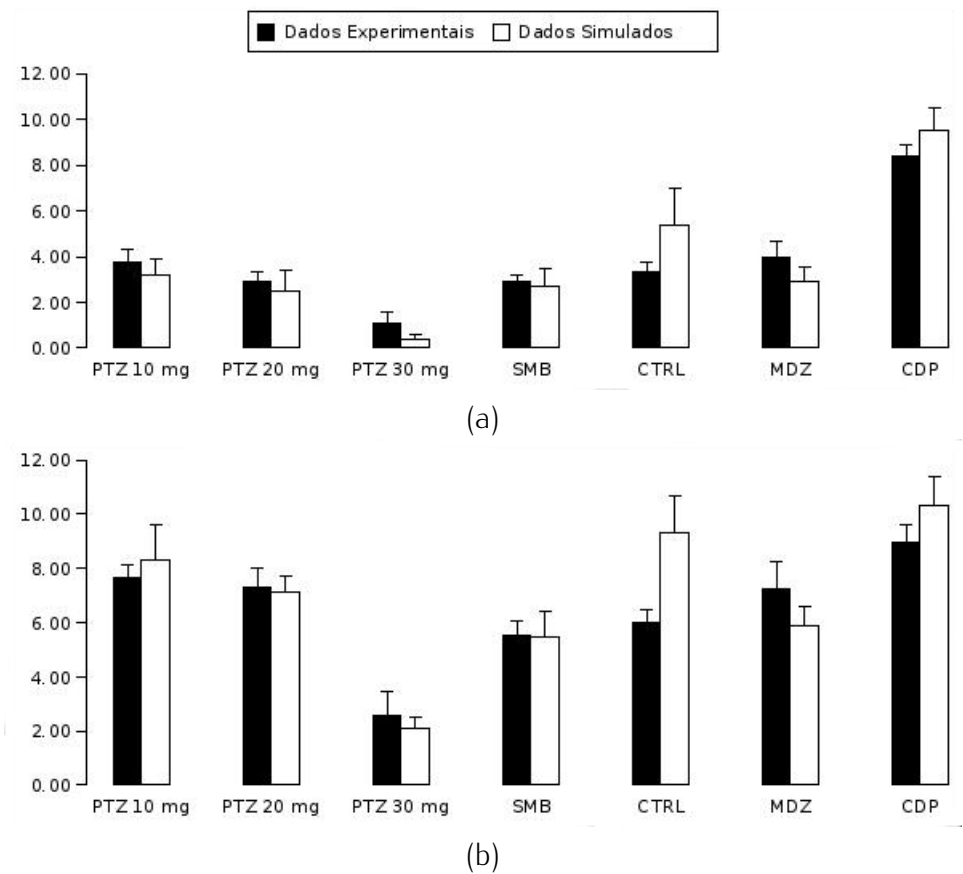 Dados Experimentais Dados Simulados
12.00
10.00
8.00
6.00
4.00
2.00
0.00
PTZ 10 mg PTZ 20 mg PTZ 30 mg SMB CTRL MDZ CDP
(a)
12.00
10.00
8.00
6.00
4.00
2.00
0.00
PTZ 10 mg PTZ 20 mg PTZ 30 mg SMB CTRL MDZ CDP
(b)